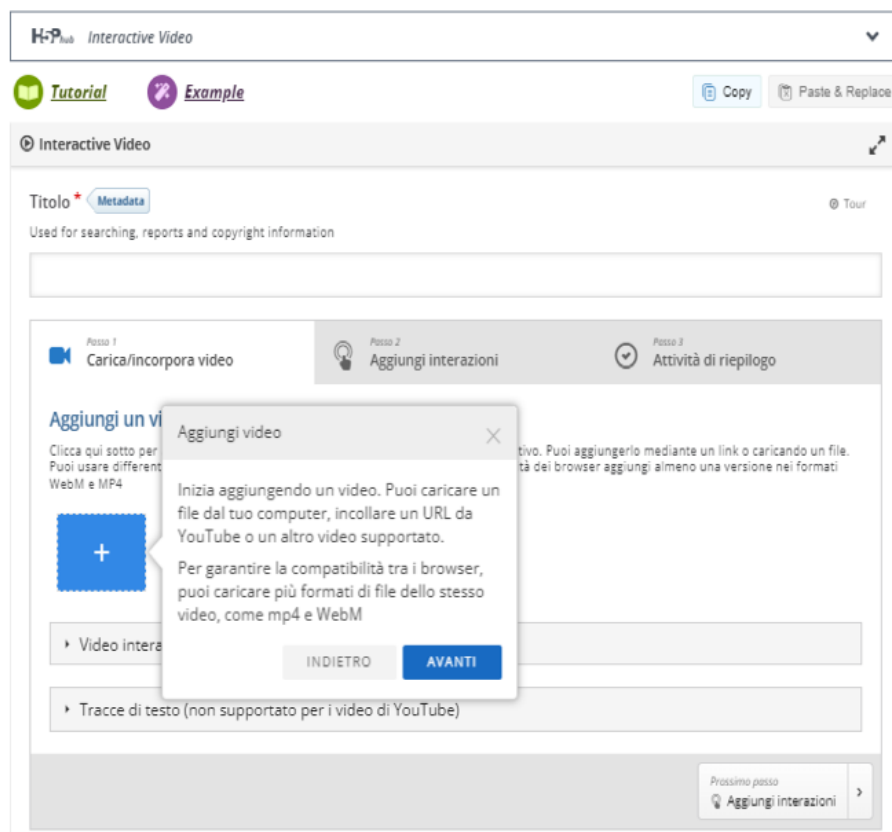 H5Phub Interactive Video
Tutorial Example Copy Paste & Replace
Interactive Video
Titolo * Metadata Tour
Used for searching, reports and copyright information
Passo 1 Passo 2 Passo 3
Carica/incorpora video Aggiungi interazioni Attività di riepilogo
Aggiungi un vi
Clicca qui sotto per tivo. Puoi aggiungerlo mediante un link o caricando un file.
Puoi usare different tà dei browser aggiungi almeno una versione nei formati
WebM e MP4
+
Aggiungi video
Inizia aggiungendo un video. Puoi caricare un
file dal tuo computer, incollare un URL da
YouTube o un altro video supportato.
Per garantire la compatibilità tra i browser,
puoi caricare più formati di file dello stesso
video, come mp4 e WebM
INDIETRO AVANTI
Video intera
Tracce di testo (non supportato per i video di YouTube)
Prossimo passo
Aggiungi interazioni